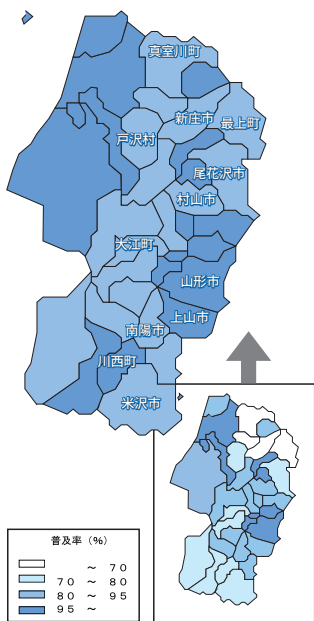 真室川町
新庄市
最上町
戸沢村
尾花沢市
村山市
大江町
山形市
上山市
南陽市
川西町
米沢市
普及率（%）
～ 70
70 ～ 80
80 ～ 95
95 ～